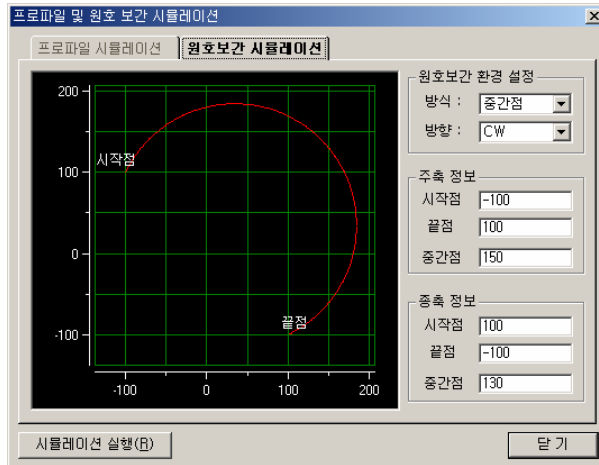 프로파일 및 원호 보간 시뮬레이션
프로파일 시뮬레이션
원호보간 시뮬레이션
200
100
0
-100
시작점
끝점
-100
0
100
200
원호보간 환경 설정
방식 : 중간점
방향 : CW
주축 정보
시작점 -100
끝점 100
중간점 150
종축 정보
시작점 100
끝점 -100
중간점 130
시뮬레이션 실행(R)
닫 기